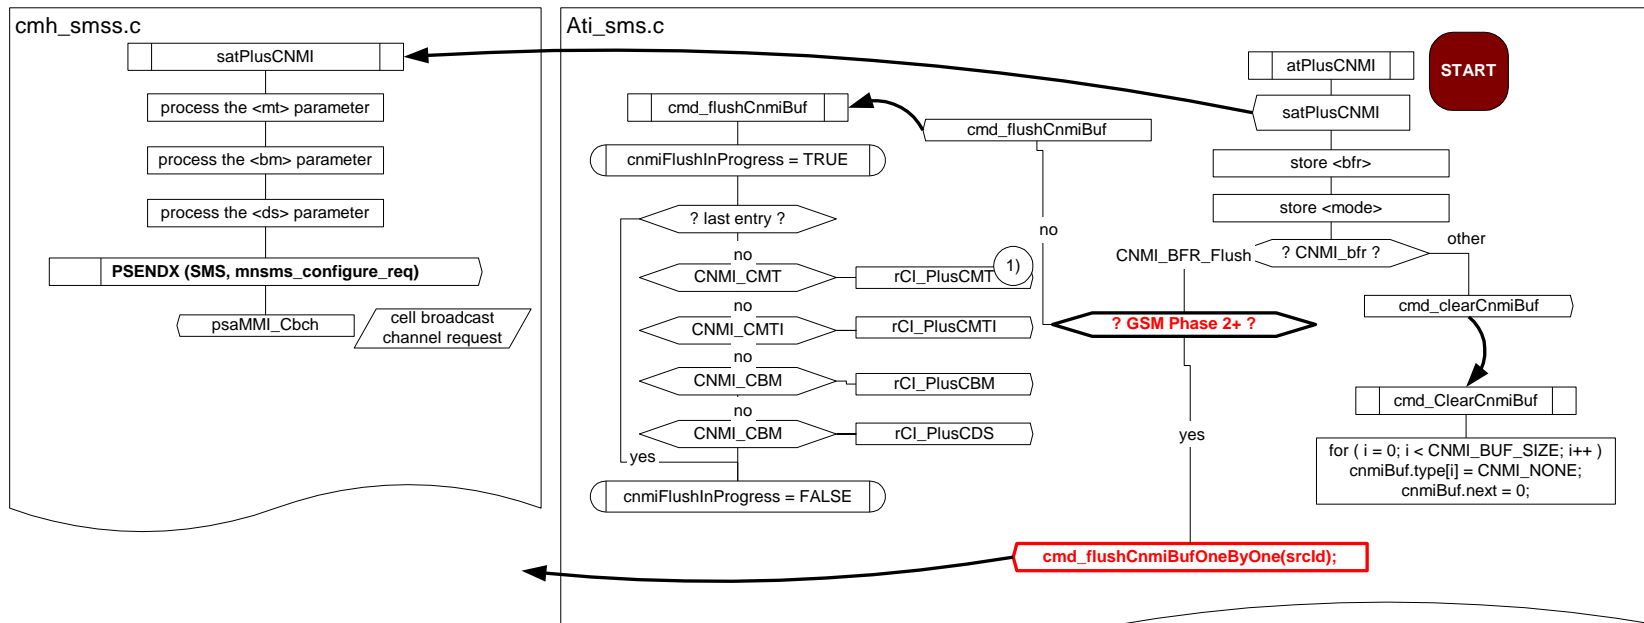 cmh_smss.c
satPlusCNMI
process the <mt> parameter
process the <bm> parameter
process the <ds> parameter
PSENDX (SMS, mnsms_configure_req)
psaMMI_Cbch
cell broadcast
channel request
Ati_sms.c
cmd_flushCnmiBuf
cnmiFlushInProgress = TRUE
? last entry ?
no
CNMI_CMT
rCI_PlusCMT
1)
no
CNMI_CMTI
rCI_PlusCMTI
no
CNMI_CBM
rCI_PlusCBM
no
CNMI_CBM
rCI_PlusCDS
yes
cnmiFlushInProgress = FALSE
cmd_flushCnmiBuf
no
atPlusCNMI
START
satPlusCNMI
store <bfr>
store <mode>
? CNMI_bfr ?
CNMI_BFR_Flush
other
? GSM Phase 2+ ?
yes
cmd_flushCnmiBufOneByOne(srcId);
cmd_clearCnmiBuf
cmd_ClearCnmiBuf
for ( i = 0; i < CNMI_BUF_SIZE; i++ )
cnmiBuf.type[i] = CNMI_NONE;
cnmiBuf.next = 0;